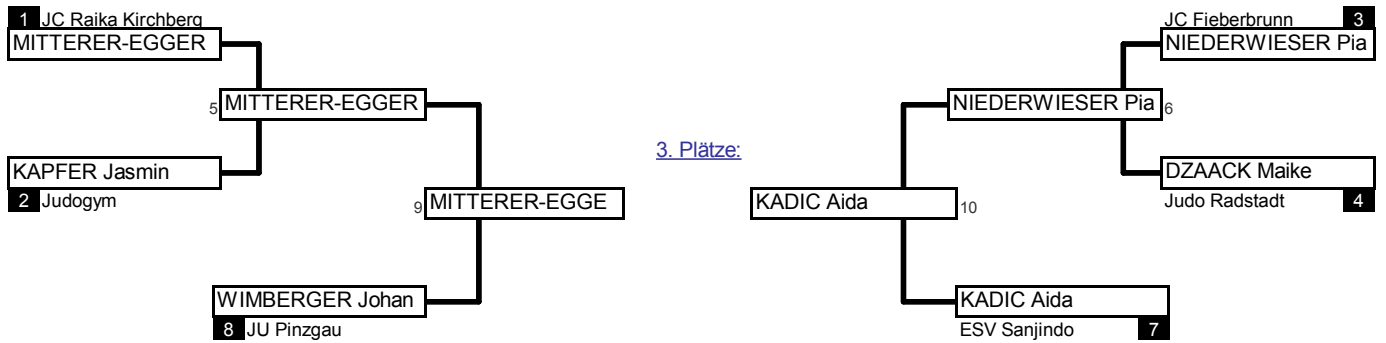 1 JC Raika Kirchberg
MITTERER-EGGER
5 MITTERER-EGGER
KAPFER Jasmin
2 Judogym
9 MITTERER-EGGE
WIMBERGER Johan
8 JU Pinzgau
3. Plätze:
JC Fieberbrunn 3
NIEDERWIESER Pia
NIEDERWIESER Pia 6
DZAACK Maike
Judo Radstadt 4
KADIC Aida 10
KADIC Aida
ESV Sanjindo 7